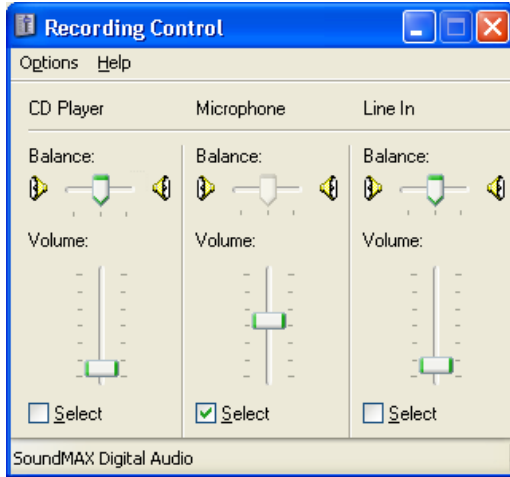 Recording Control
Options Help
CD Player Microphone Line In
Balance: Balance: Balance:
Volume: Volume: Volume:
Select Select Select
SoundMAX Digital Audio